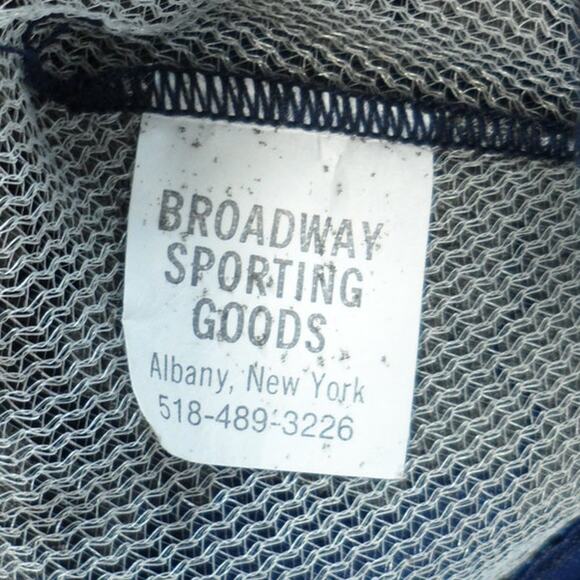 BROADWAY
SPORTING
GOODS
Albany, New York
518-489-3226